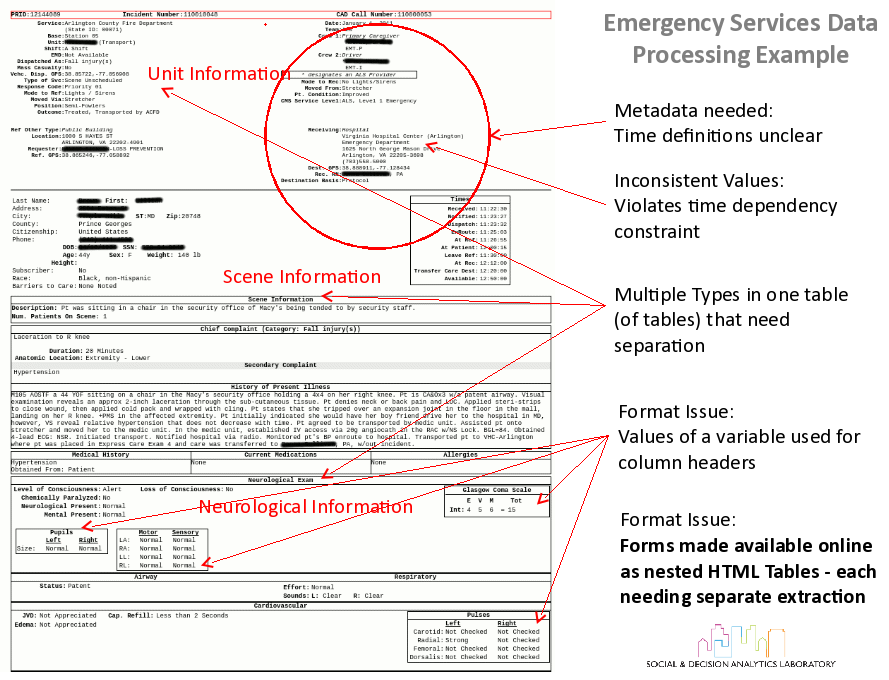 PRID:12144089 Incident Number:110018048 CAD Call Number:110080053
Service:Arlington County Fire Department
(State ID: 00071)
Base:Station 05
Unit: (Transport)
Shift:A Shift
EMD:Not Available
Dispatched As:Fall injury(s)
Mass Casualty:No
Vehc. Disp. GPS:38.85722,-77.050908
Type of Svc:Scene Unscheduled
Response Code:Priority 01
Mode to Ref:Lights / Sirens
Moved Via:Stretcher
Position:Semi-Fowlers
Outcome:Treated, Transported by ACFD
Date:January
Crew 1:Primary Caregiver
EMT-P
Crew 2:Driver
EMT-I
* designates an ALS Provider
Mode to Rec:No Lights/Sirens
Moved From:Stretcher
Pt. Condition:Improved
CMS Service Level:ALS, Level 1 Emergency
Unit Information
Ref Other Type:Public Building
Location:1000 S HAYES ST
ARLINGTON, VA 22202-4001
Requester: -LOSS PREVENTION
Ref. GPS:38.865246,-77.058692
Receiving:Hospital
Virginia Hospital Center (Arlington)
Emergency Department
1625 North George Mason Dr
Arlington, VA 22205-3698
(703)558-5000
Dest. GPS:38.888911,-77.128434
Rec. PA
Destination Basis:Protocol
Last Name: First:
Address:
City: ST:MD Zip:20748
County: Prince Georges
Citizenship: United States
Phone:
DOB: SSN:
Age:44y Sex: F Weight: 140 lb
Height:
Subscriber: No
Race: Black, non-Hispanic
Barriers to Care: None Noted
Times
Received: 11:22:30
Notified: 11:23:27
Dispatch: 11:23:32
EnRoute: 11:25:03
At Ref: 11:26:55
At Patient:
Leave Ref:
At Rec: 12:12:00
Transfer Care Dest: 12:20:00
Available: 12:50:00
Scene Information
Scene Information
Description: Pt was sitting in a chair in the security office of Macy's being tended to by security staff.
Num. Patients On Scene: 1
Chief Complaint (Category: Fall injury(s))
Laceration to R knee
Duration: 20 Minutes
Anatomic Location: Extremity - Lower
Secondary Complaint
Hypertension
History of Present Illness
M105 AOSTF a 44 YOF sitting on a chair in the Macy's security office holding a 4x4 on her right knee. Pt is CA&Ox3 w/a patent airway. Visual
examination reveals an approx 2-inch laceration through the sub-cutaneous tissue. Pt denies neck or back pain and LOC. Applied steri-strips
to close wound, then applied cold pack and wrapped with cling. Pt states that she tripped over an expansion joint in the floor in the mall,
landing on her R knee. +PMS in the affected extremity. Pt initially indicated she would have her boy friend drive her to the hospital in MD,
however, VS reveal relative hypertension that does not decrease with time. Pt agreed to be transported by medic unit. Assisted pt onto
stretcher and moved her to the medic unit. In the medic unit, established IV access via 20g angiocath in the RAC w/NS Lock. BGL=84. Obtained
4-lead ECG: NSR. Initiated transport. Notified hospital via radio. Monitored pt's BP enroute to hospital. Transported pt to VHC-Arlington
where pt was placed in Express Care Exam 4 and care was transferred to PA, w/out incident.
Medical History Current Medications Allergies
Hypertension None None
Obtained From: Patient
Neurological Exam
Level of Consciousness:Alert Loss of Consciousness:No
Chemically Paralyzed:No
Neurological Present:Normal
Mental Present:Normal
Neurological Information
Glasgow Coma Scale
E V M Tot
Int: 4 5 6 = 15
Pupils
Left Right
Size: Normal Normal
Motor Sensory
LA: Normal Normal
RA: Normal Normal
LL: Normal Normal
RL: Normal Normal
Airway Respiratory
Status:Patent
Effort:Normal
Sounds:L: Clear R: Clear
Cardiovascular
JVD:Not Appreciated Cap. Refill: Less than 2 Seconds
Edema:Not Appreciated
Pulses
Left Right
Carotid: Not Checked Not Checked
Radial: Strong Not Checked
Femoral: Not Checked Not Checked
Dorsalis: Not Checked Not Checked
Emergency Services Data
Processing Example
Metadata needed:
Time definitions unclear
Inconsistent Values:
Violates time dependency
constraint
Multiple Types in one table
(of tables) that need
separation
Format Issue:
Values of a variable used for
column headers
Format Issue:
Forms made available online
as nested HTML Tables - each
needing separate extraction
SOCIAL & DECISION ANALYTICS LABORATORY